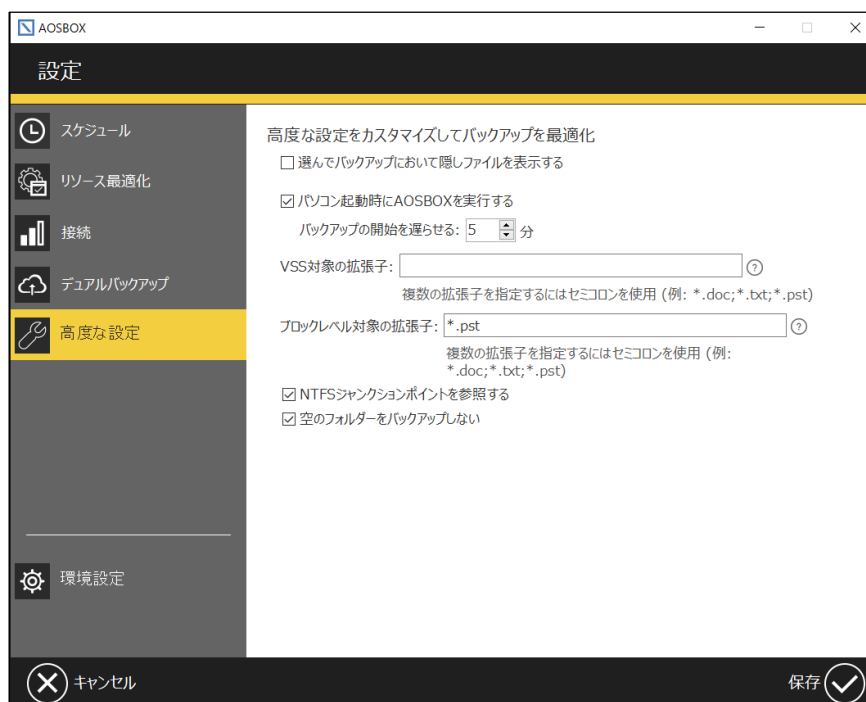 AOSBOX
設定
スケジュール
リソース最適化
接続
デュアルバックアップ
高度な設定
環境設定
高度な設定をカスタマイズしてバックアップを最適化
選んでバックアップにおいて隠しファイルを表示する
パソコン起動時にAOSBOXを実行する
バックアップの開始を遅らせる: 5 分
VSS対象の拡張子: ?
複数の拡張子を指定するにはセミコロンを使用 (例: *.doc;*.txt;*.pst)
ブロックレベル対象の拡張子: *.pst ?
複数の拡張子を指定するにはセミコロンを使用 (例:
*.doc;*.txt;*.pst)
NTFSジャンクションポイントを参照する
空のフォルダーをバックアップしない
キャンセル
保存